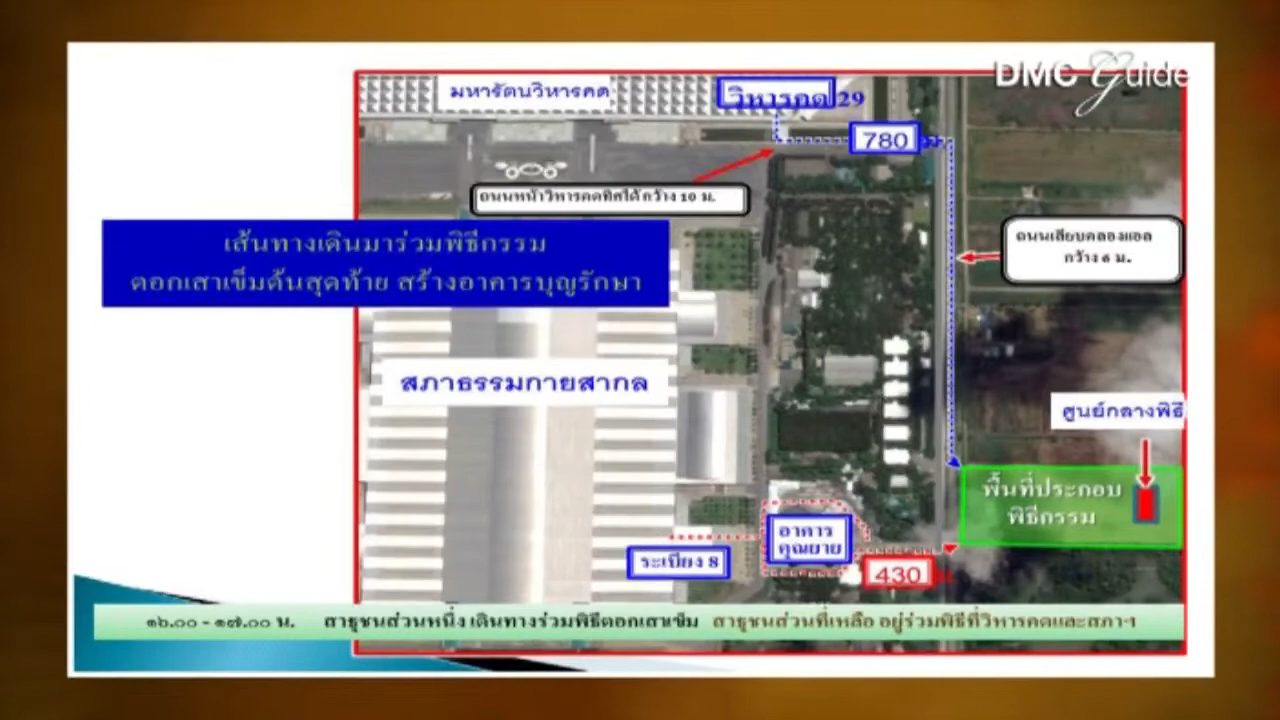 DMC Guide
มหารัตนวิหารคด
วิหารคด 29
780 ม.
ถนนหน้าวิหารคดทิศใต้ กว้าง 10 ม.
ถนนเลียบคลองแอล
กว้าง 6 ม.
เส้นทางเดินมาร่วมพิธีกรรม
ตอกเสาเข็มต้นสุดท้าย สร้างอาคารบุญรักษา
สภาธรรมกายสากล
ศูนย์กลางพิธี
พื้นที่ประกอบ
พิธีกรรม
อาคาร
คุณยาย
ระเบียง 8
430 ม.
๑๖.๐๐ - ๑๗.๐๐ น. สาธุชนส่วนหนึ่ง เดินทางร่วมพิธีตอกเสาเข็ม สาธุชนส่วนที่เหลือ อยู่ร่วมพิธีที่วิหารคดและสภาฯ